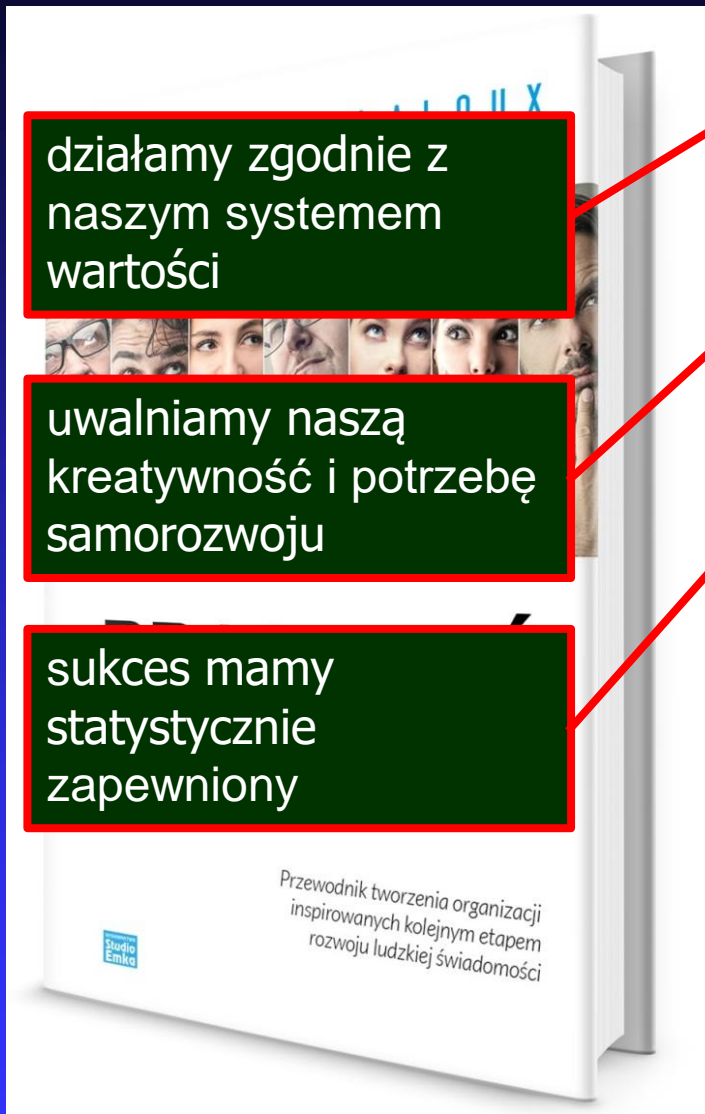 działamy zgodnie z
naszym systemem
wartości
uwalniamy naszą
kreatywność i potrzebę
samorozwoju
sukces mamy
statystycznie
zapewniony
Przewodnik tworzenia organizacji
inspirowanych kolejnym etapem
rozwoju ludzkiej świadomości
Studio
Emka